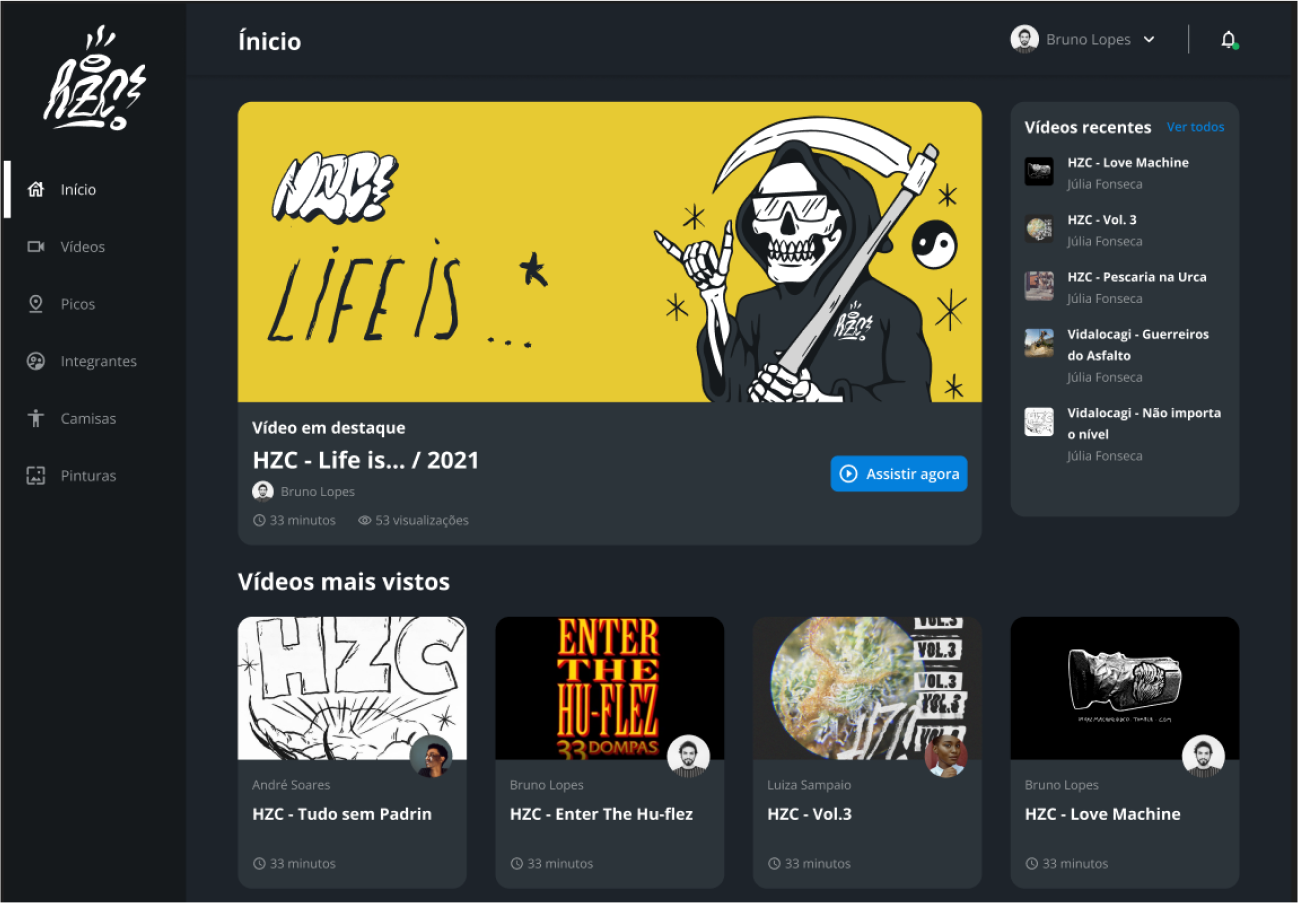 HZC!
Ínicio
Bruno Lopes
Início
Vídeos
Picos
Integrantes
Camisas
Pinturas
HZC!
LIFE IS ...
HZC!
Vídeo em destaque
HZC - Life is... / 2021
Bruno Lopes
33 minutos
53 visualizações
Assistir agora
Vídeos recentes
Ver todos
HZC - Love Machine
Júlia Fonseca
HZC - Vol. 3
Júlia Fonseca
HZC - Pescaria na Urca
Júlia Fonseca
Vidalocagi - Guerreiros
do Asfalto
Júlia Fonseca
Vidalocagi - Não importa
o nível
Júlia Fonseca
Vídeos mais vistos
HZC
André Soares
HZC - Tudo sem Padrin
33 minutos
ENTER
THE
HU-FLEZ
33 DOMPAS
Bruno Lopes
HZC - Enter The Hu-flez
33 minutos
VOL.3
VOL.3
VOL.3
VOL.3
Luiza Sampaio
HZC - Vol.3
33 minutos
Bruno Lopes
HZC - Love Machine
33 minutos